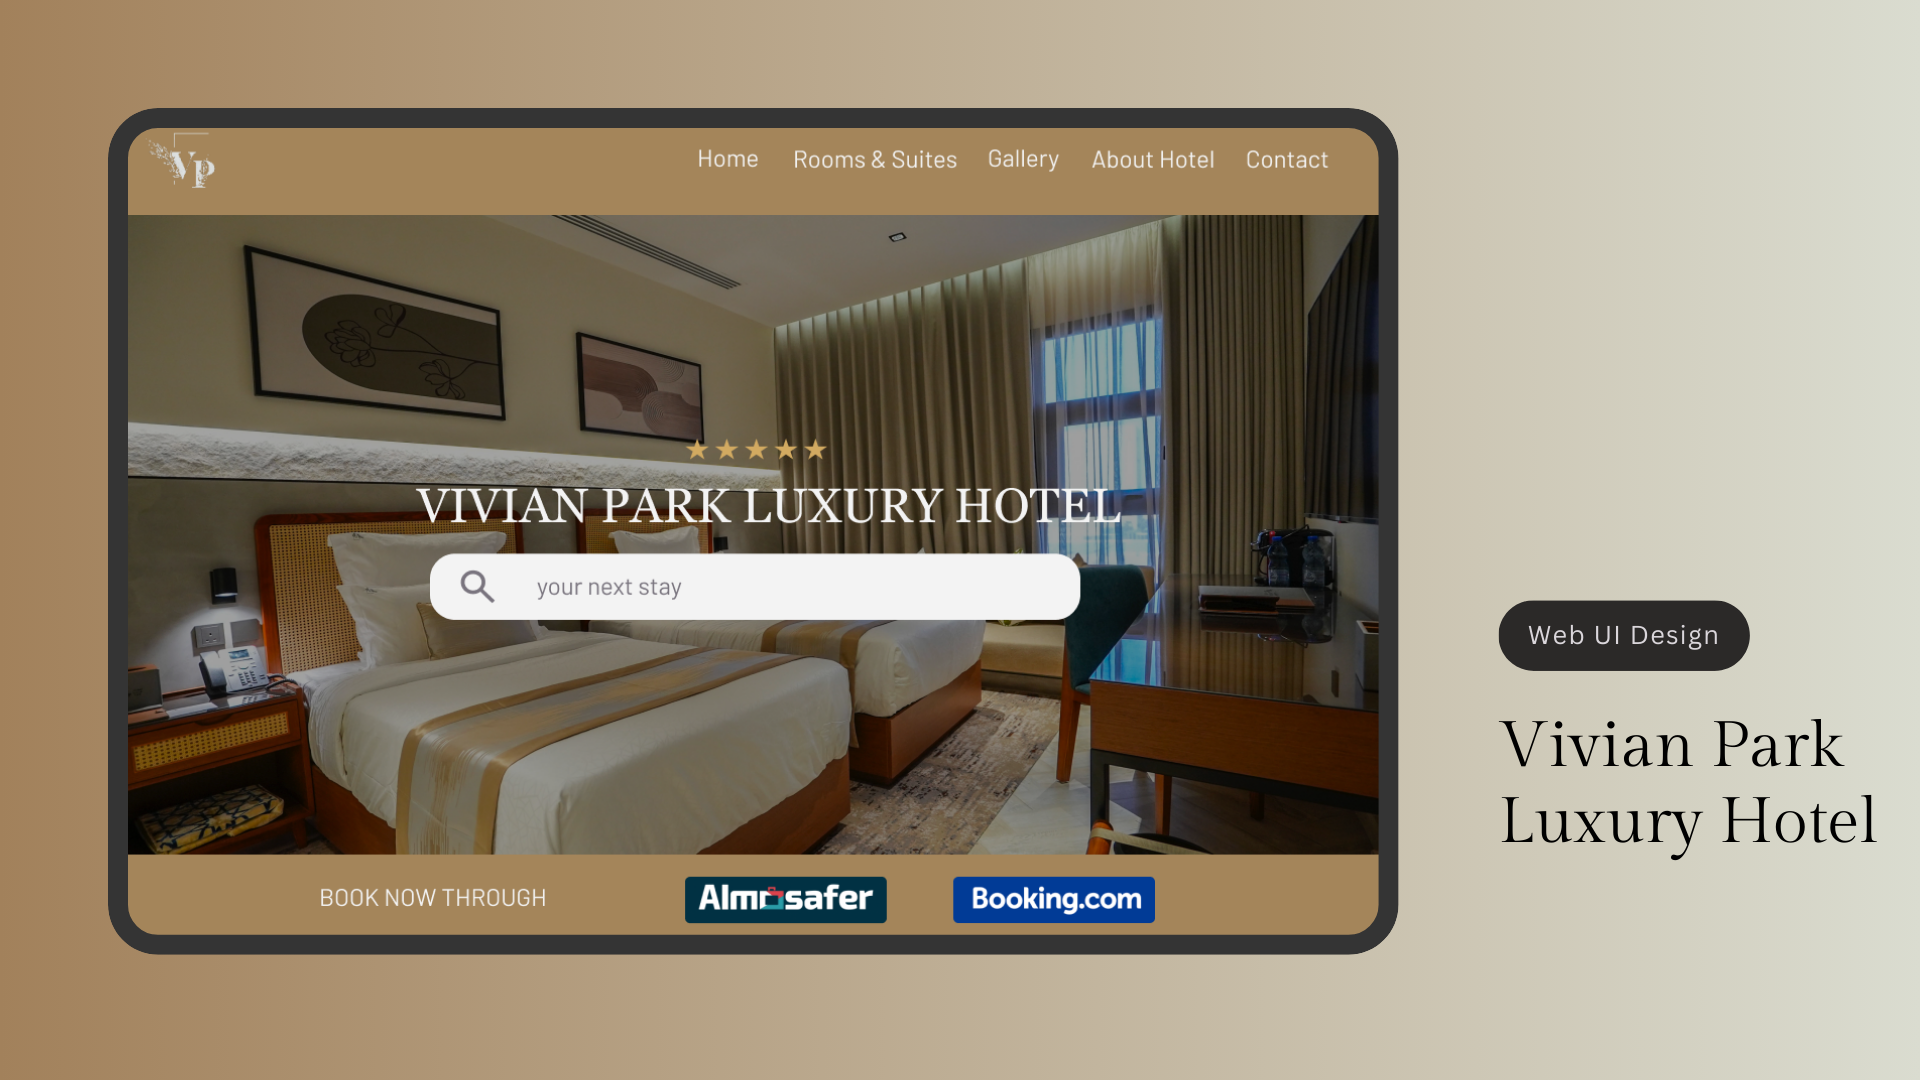 VP
Home Rooms & Suites Gallery About Hotel Contact
VIVIAN PARK LUXURY HOTEL
your next stay
BOOK NOW THROUGH Almosafer Booking.com
Web UI Design
Vivian Park
Luxury Hotel